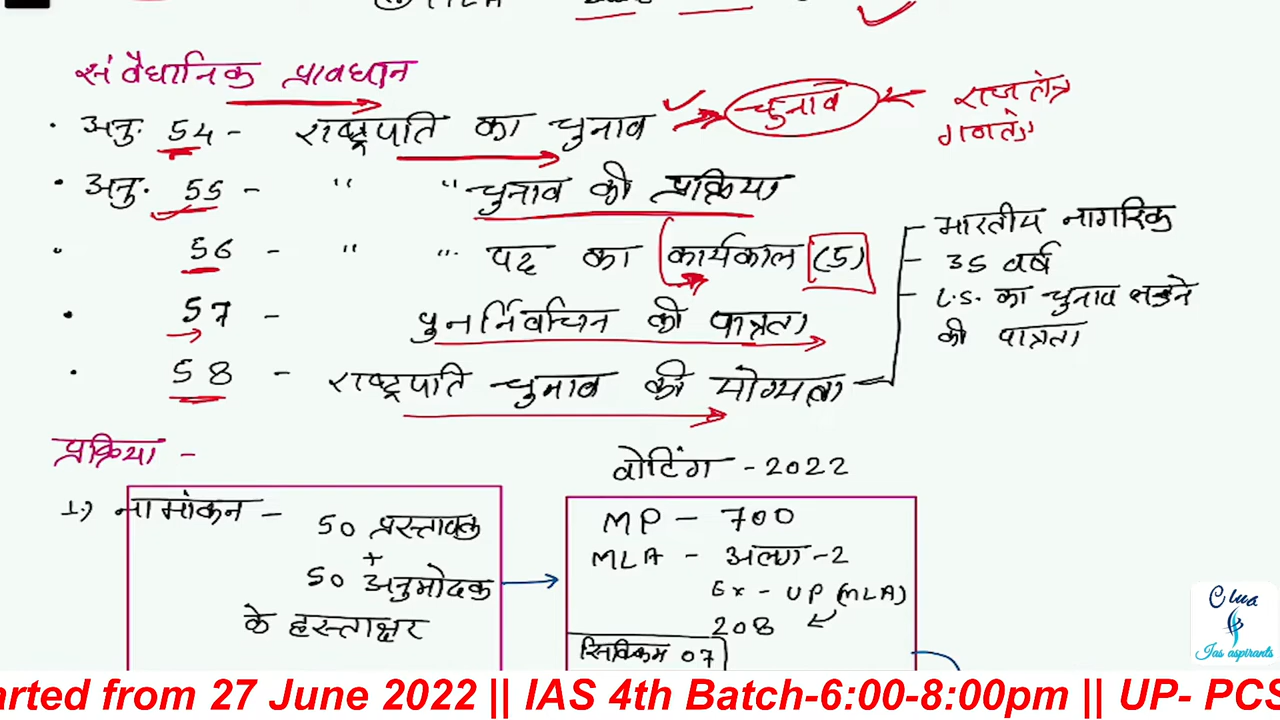 संवैधानिक प्रावधान
• अनु. 54 - राष्ट्रपति का चुनाव ✓ → चुनाव ← राजतंत्र
गणतंत्र
• अनु. 55 - " " चुनाव की प्रक्रिया
• 56 - " " पद का कार्यकाल (5)
• 57 - पुनर्निर्वाचन की पात्रता
• 58 - राष्ट्रपति चुनाव की योग्यता
- भारतीय नागरिक
- 35 वर्ष
- L.S. का चुनाव लडने
की पात्रता
प्रक्रिया -
1.) नामांकन - 50 प्रस्तावक
+
50 अनुमोदक
के हस्ताक्षर
वोटिंग - 2022
MP - 700
MLA - अलग - 2
Ex - UP (MLA)
208
सिक्किम 07
Clua
Ias aspirants
arted from 27 June 2022 || IAS 4th Batch-6:00-8:00pm || UP- PCS